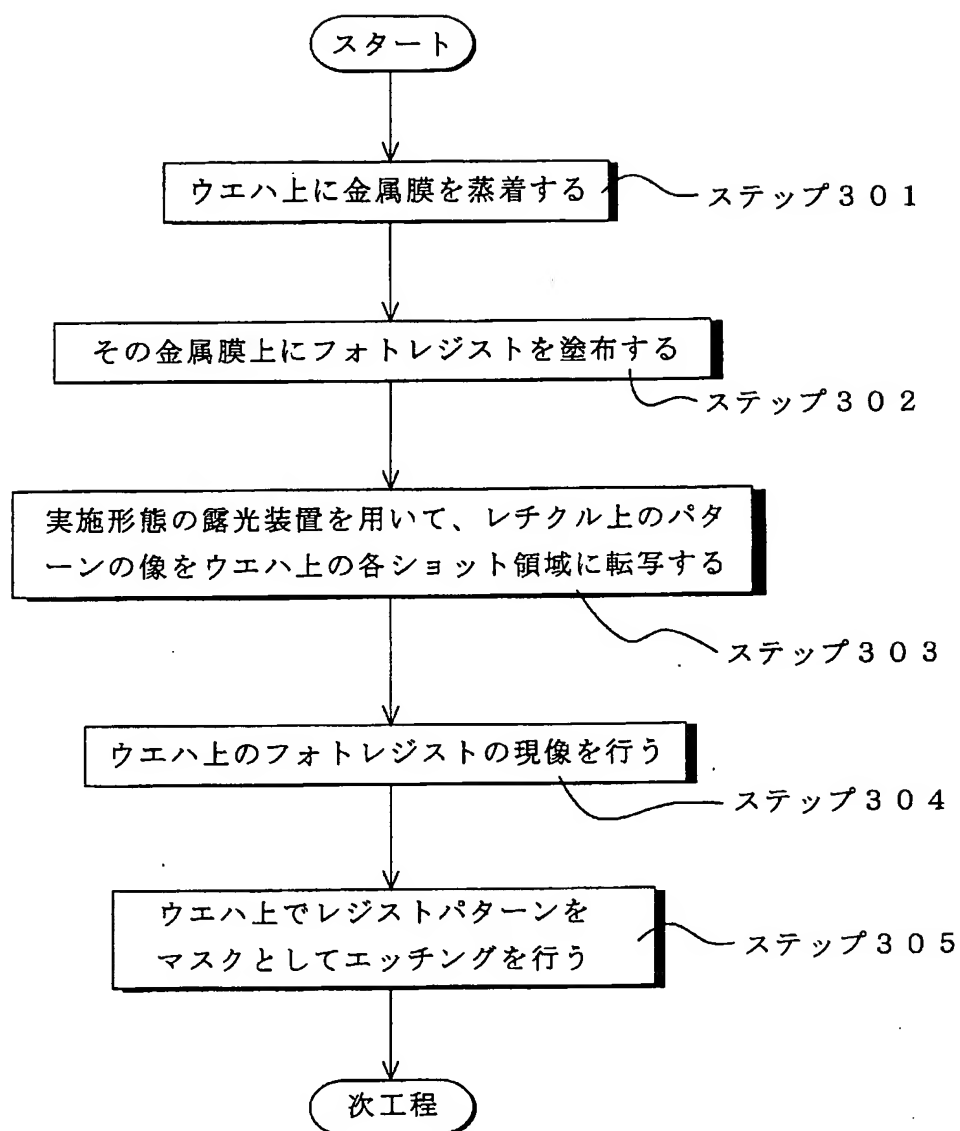 スタート
ウエハ上に金属膜を蒸着する
ステップ301
その金属膜上にフォトレジストを塗布する
ステップ302
実施形態の露光装置を用いて、レチクル上のパタ
ーンの像をウエハ上の各ショット領域に転写する
ステップ303
ウエハ上のフォトレジストの現像を行う
ステップ304
ウエハ上でレジストパターンを
マスクとしてエッチングを行う
ステップ305
次工程